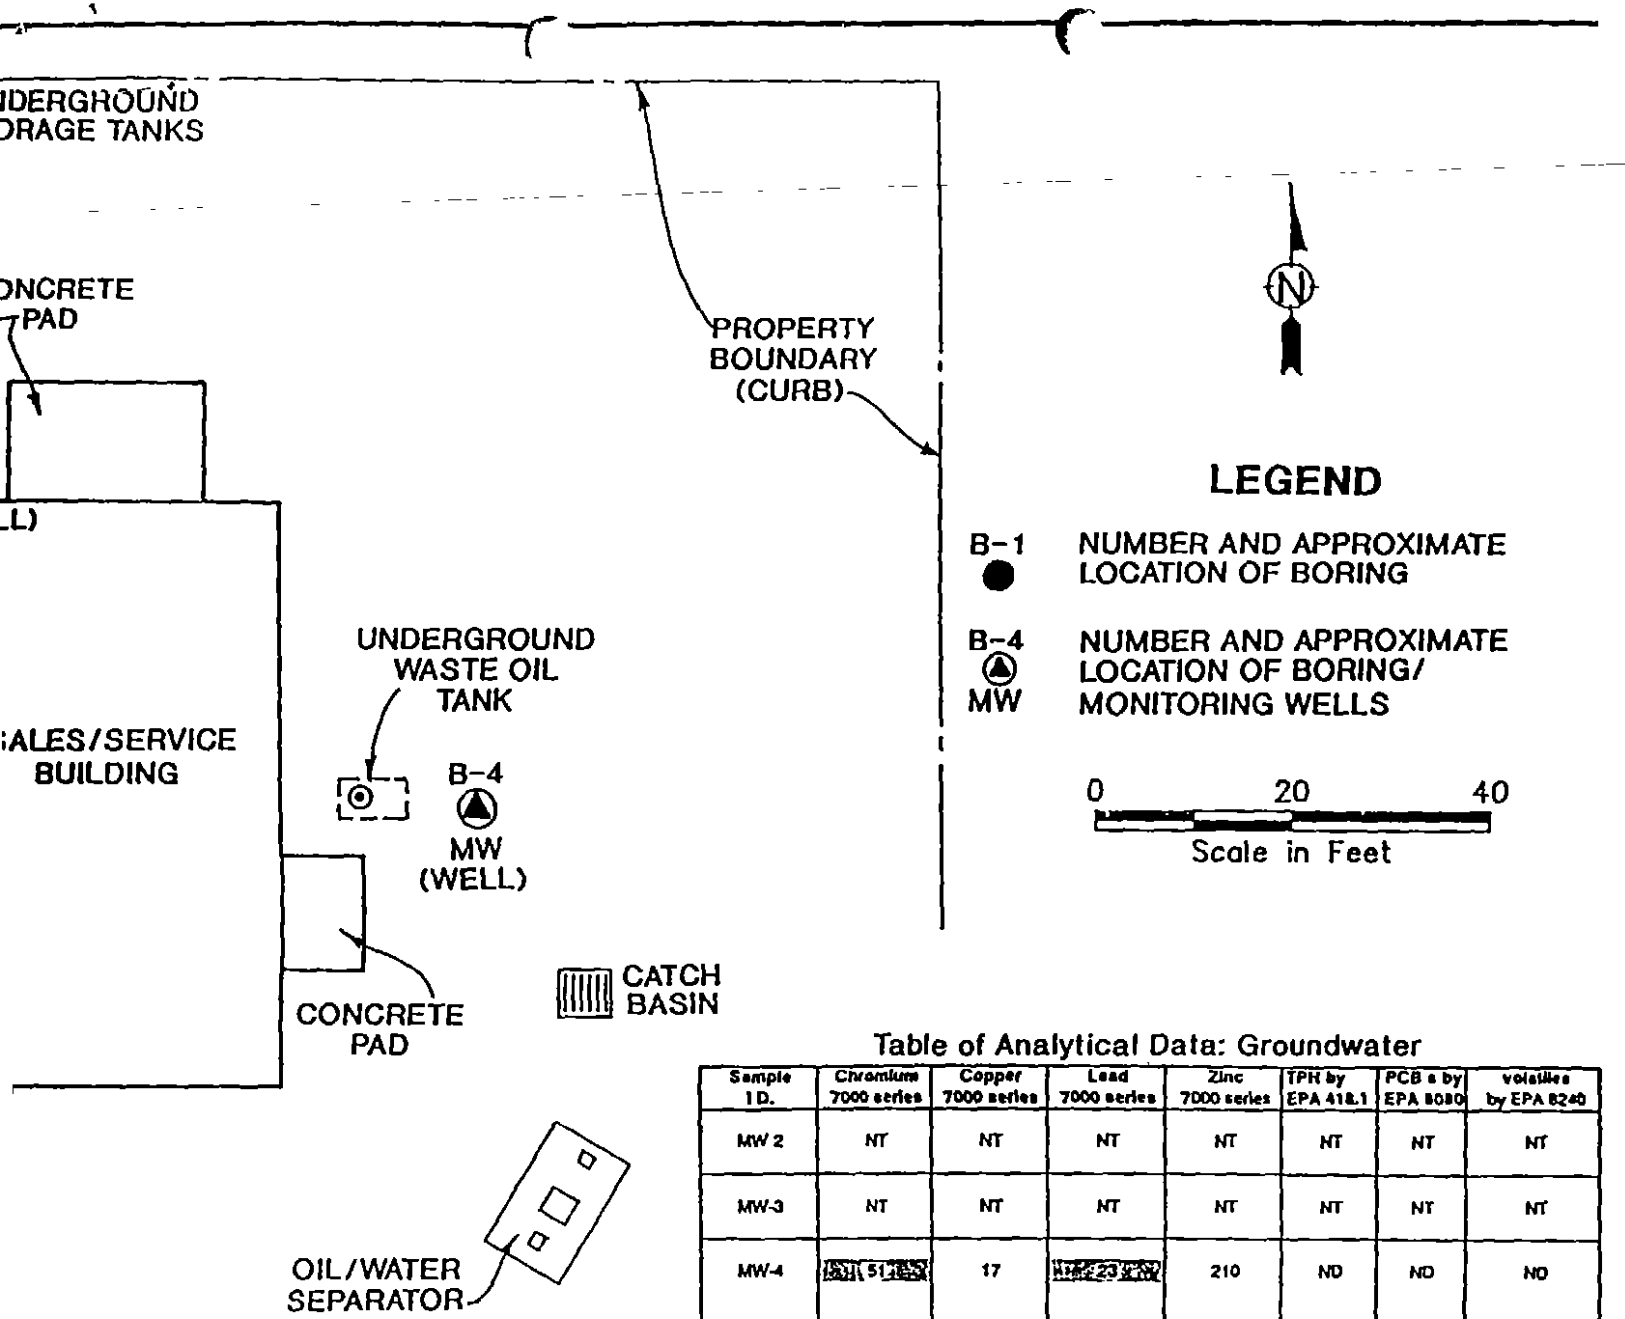 NDERGROUND
ORAGE TANKS
ONCRETE
PAD
PROPERTY
BOUNDARY
(CURB)
N
LEGEND
B-1
NUMBER AND APPROXIMATE
LOCATION OF BORING
B-4
MW
NUMBER AND APPROXIMATE
LOCATION OF BORING/
MONITORING WELLS
0 20 40
Scale in Feet
LL)
UNDERGROUND
WASTE OIL
TANK
ALES/SERVICE
BUILDING
B-4
MW
(WELL)
CONCRETE
PAD
CATCH
BASIN
OIL/WATER
SEPARATOR
Table of Analytical Data: Groundwater
Sample I D. Chromium 7000 series Copper 7000 series Lead 7000 series Zinc 7000 series TPH by EPA 418.1 PCB s by EPA 8080 volatiles by EPA 8240
MW 2 NT NT NT NT NT NT NT
MW-3 NT NT NT NT NT NT NT
MW-4 51 17 23 210 ND ND ND